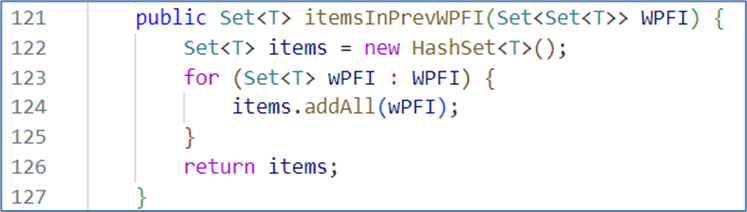 121 public Set<T> itemsInPrevWPFI(Set<Set<T>> WPFI) {
122 Set<T> items = new HashSet<T>();
123 for (Set<T> wPFI : WPFI) {
124 items.addAll(wPFI);
125 }
126 return items;
127 }